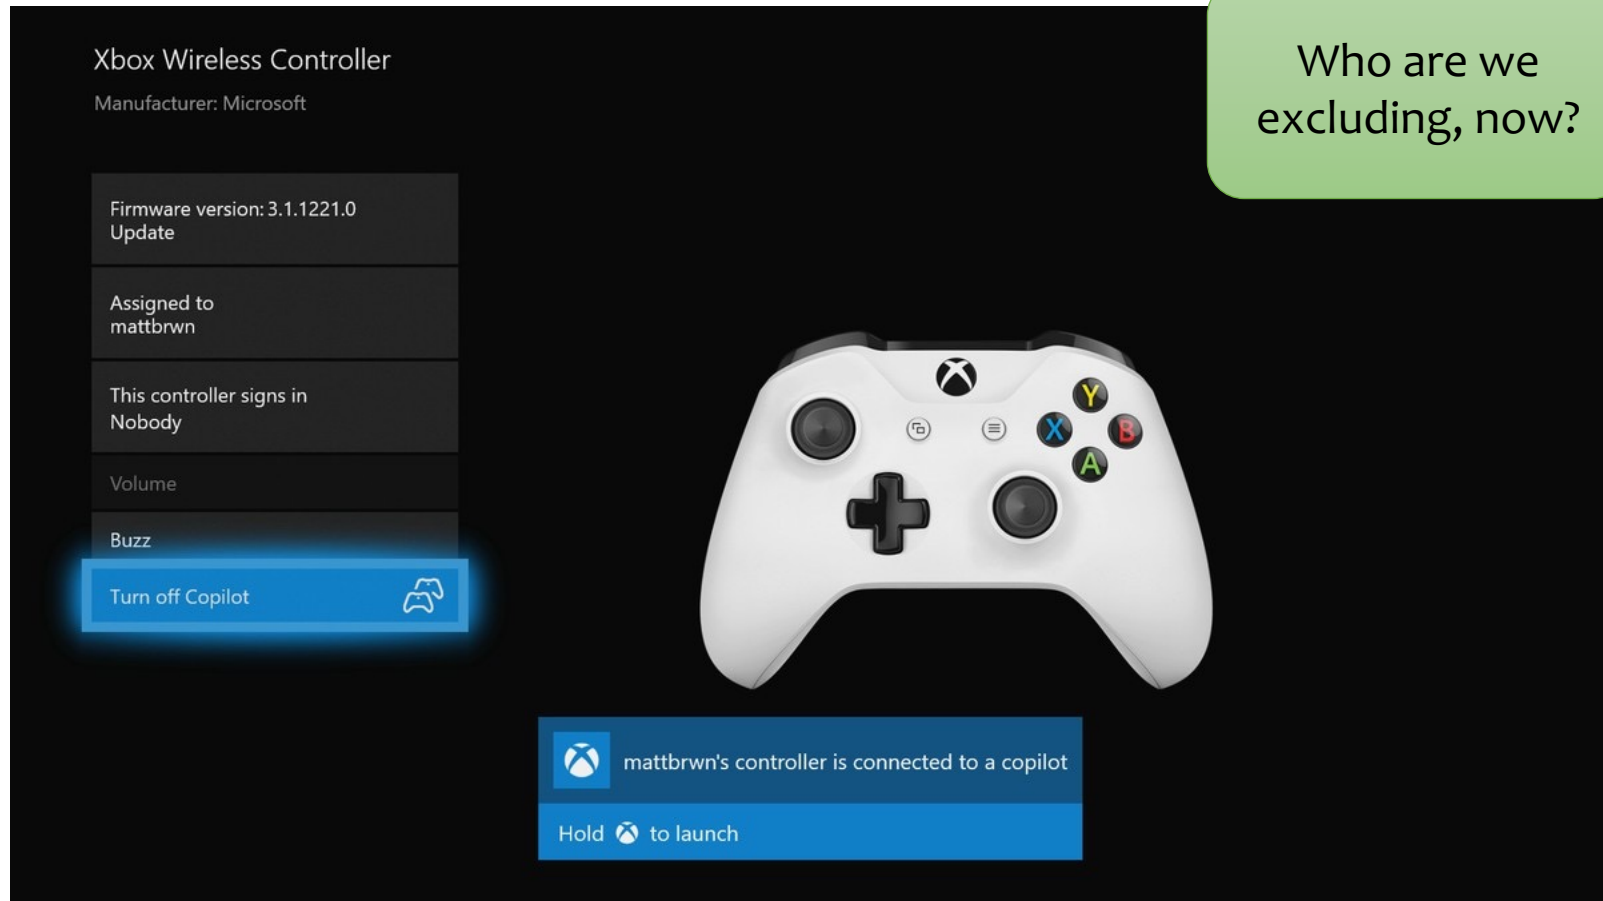 Who are we
excluding, now?
Xbox Wireless Controller
Manufacturer: Microsoft
Firmware version: 3.1.1221.0
Update
Assigned to
mattbrwn
This controller signs in
Nobody
Volume
Buzz
Turn off Copilot
Y
X
B
A
mattbrwn's controller is connected to a copilot
Hold to launch